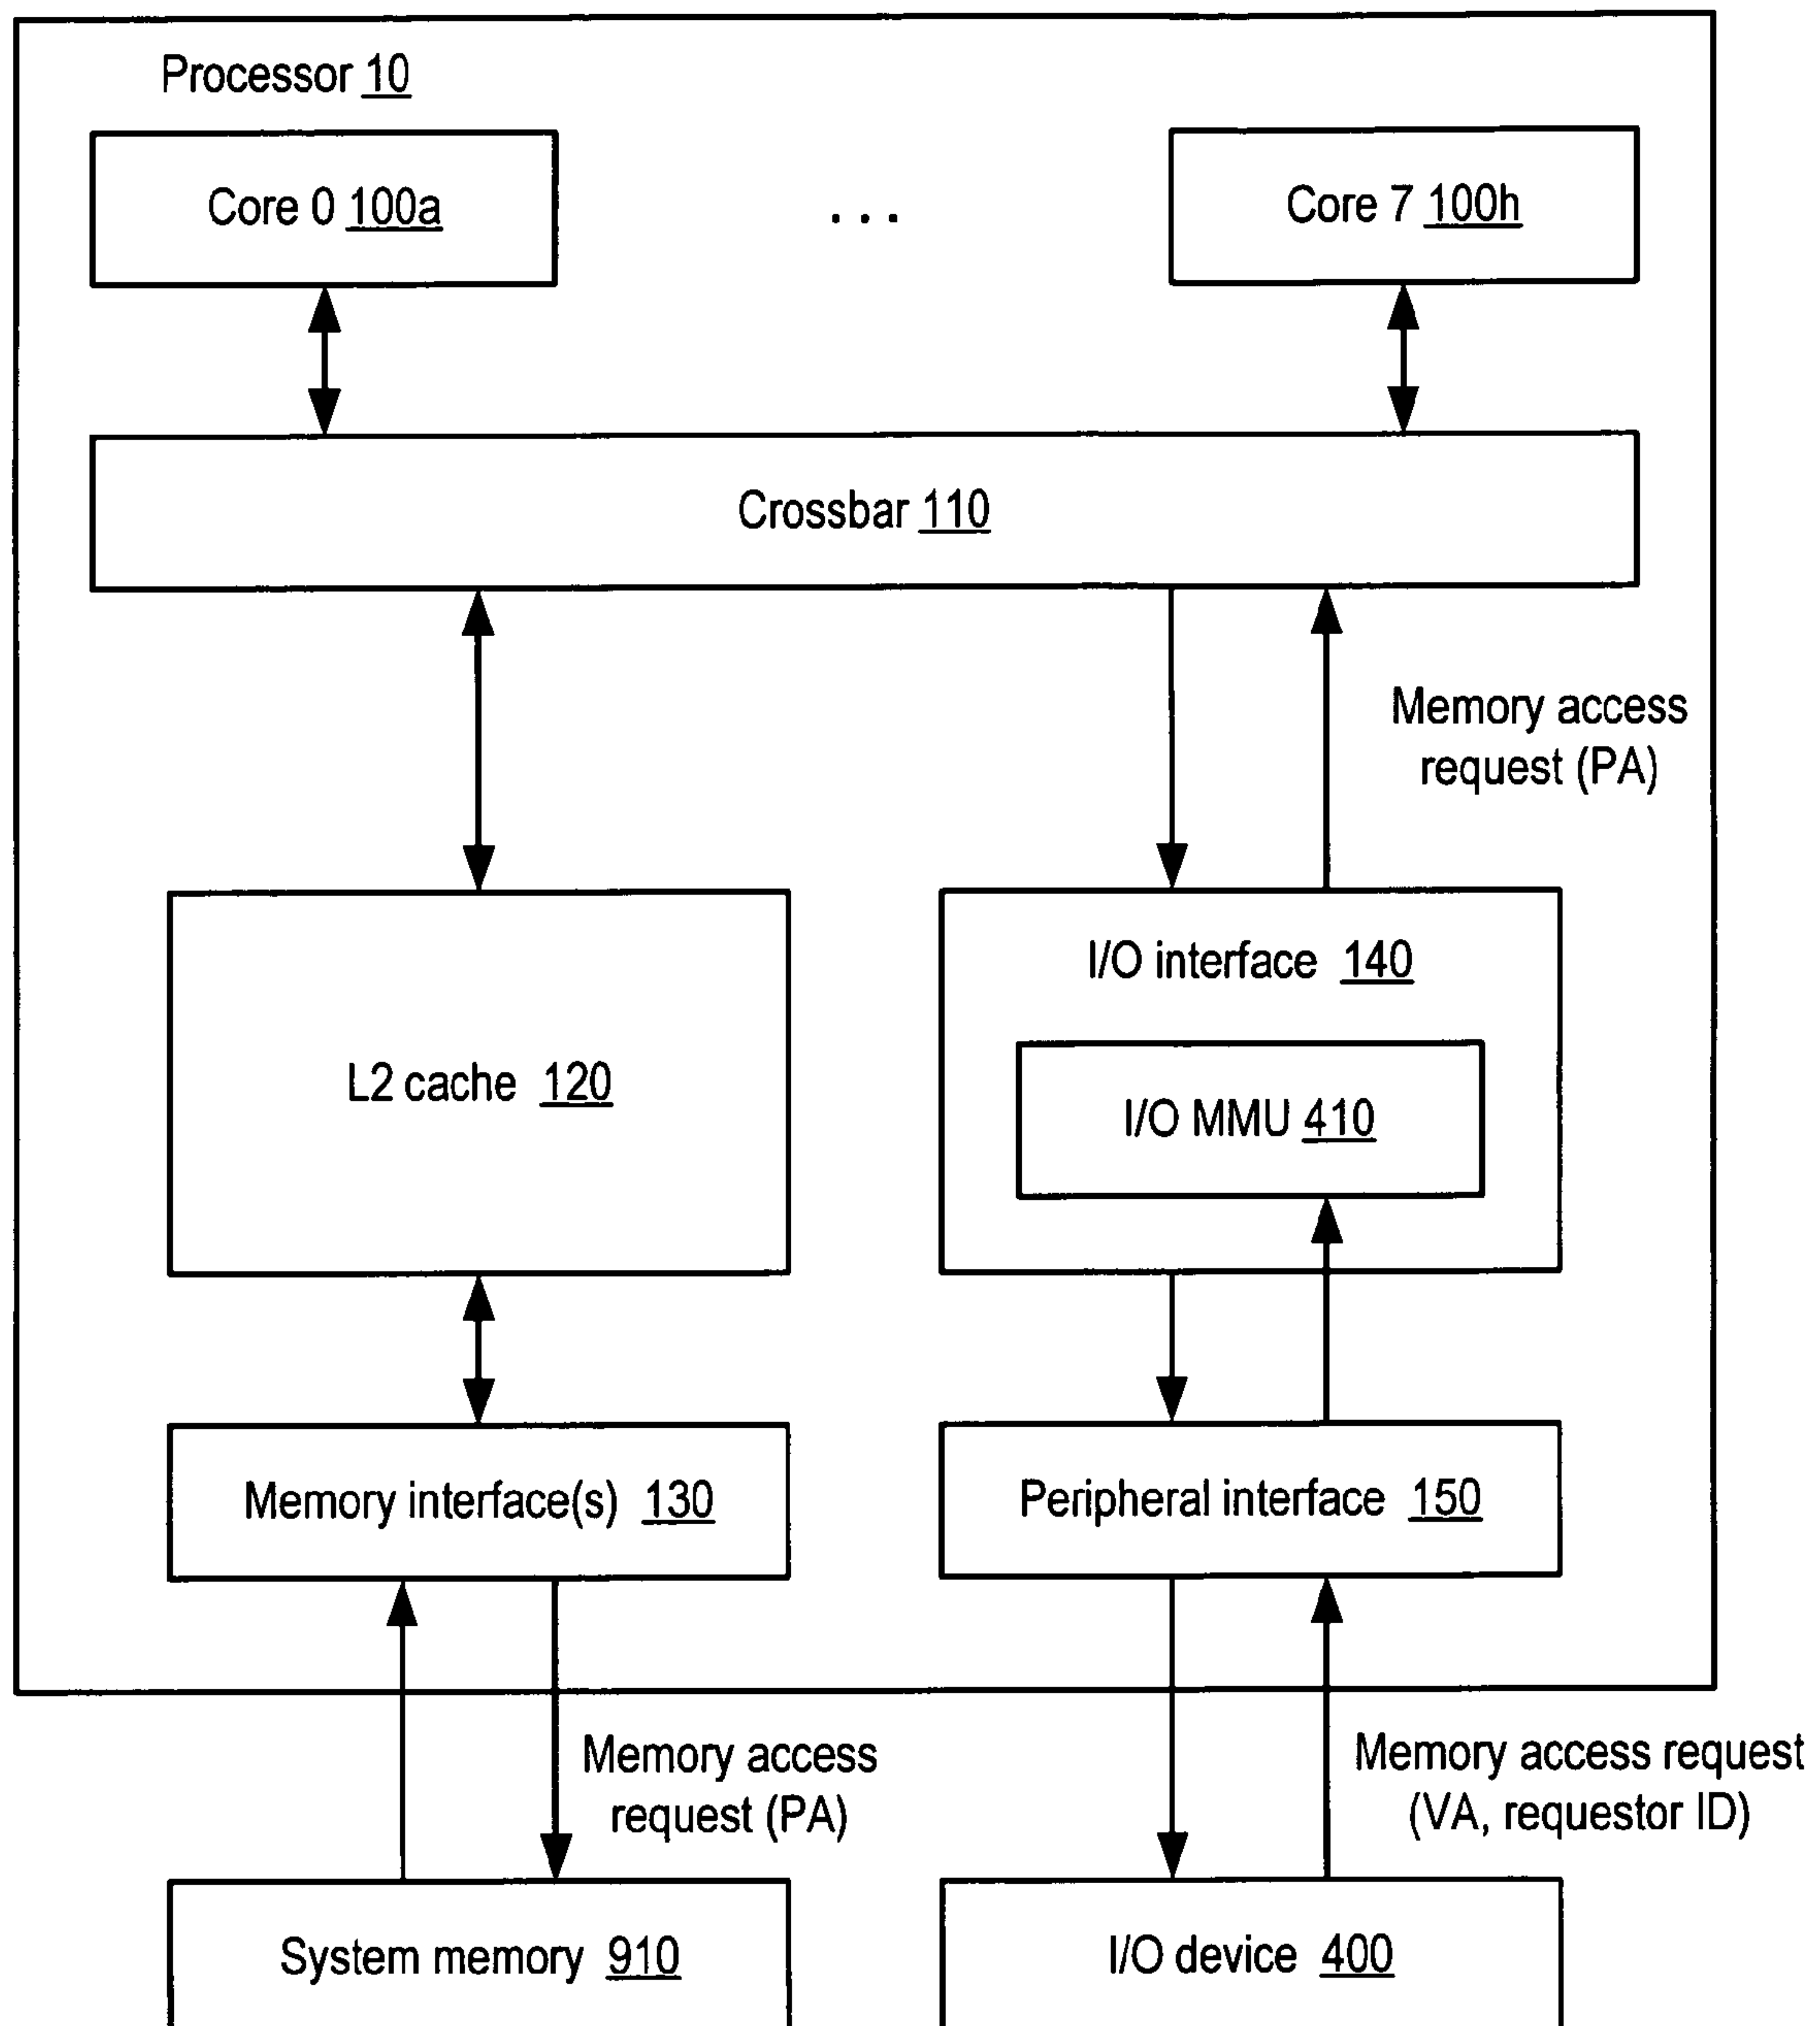 Processor 10
Core 0 100a
...
Core 7 100h
Crossbar 110
Memory access
request (PA)
I/O interface 140
L2 cache 120
I/O MMU 410
Memory interface(s) 130
Peripheral interface 150
Memory access
request (PA)
Memory access request
(VA, requestor ID)
System memory 910
I/O device 400